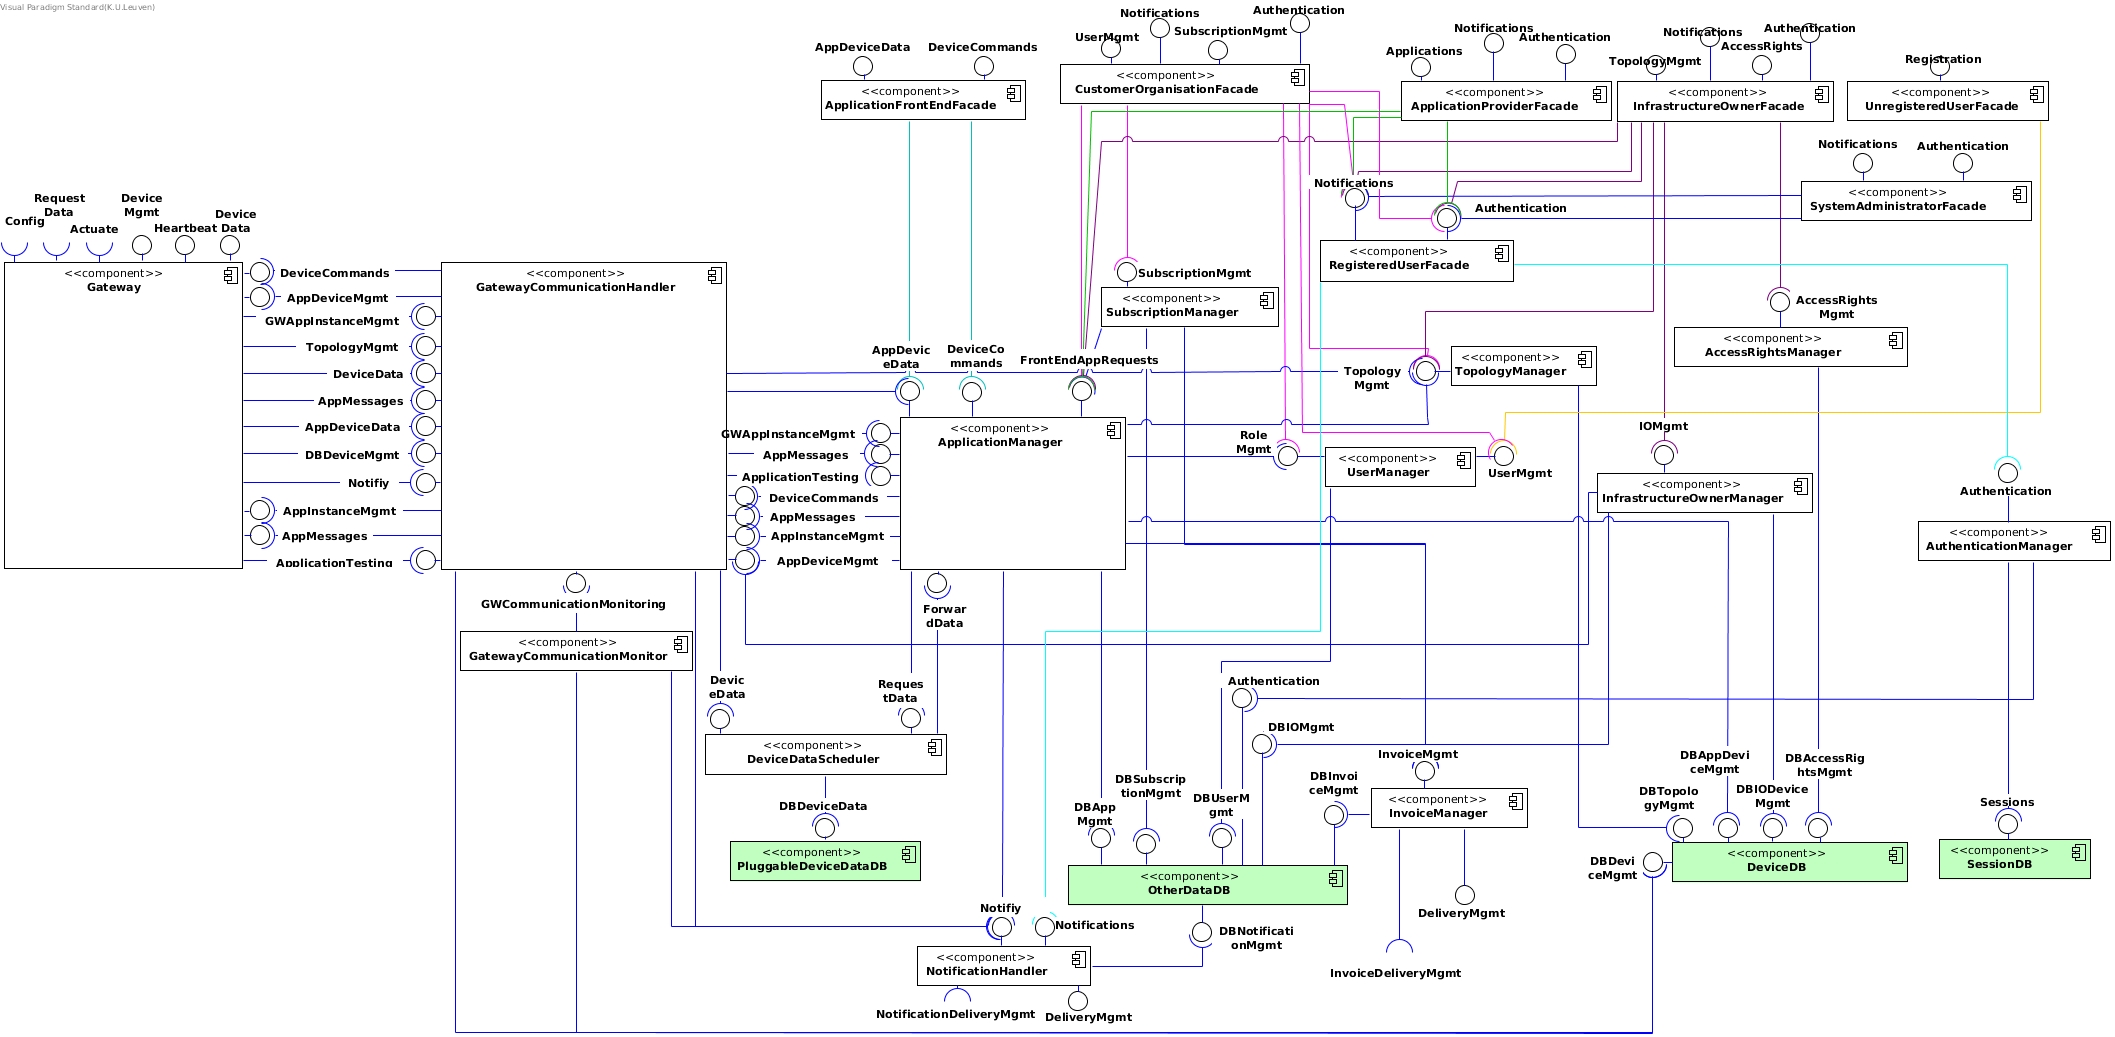 Visual Paradigm Standard(K.U.Leuven)
AppDeviceData
DeviceCommands
<<component>>
ApplicationFrontEndFacade
UserMgmt
Notifications
SubscriptionMgmt
Authentication
<<component>>
CustomerOrganisationFacade
Applications
Notifications
Authentication
<<component>>
ApplicationProviderFacade
TopologyMgmt
Notifications
AccessRights
Authentication
<<component>>
InfrastructureOwnerFacade
Registration
<<component>>
UnregisteredUserFacade
Notifications
Authentication
<<component>>
SystemAdministratorFacade
Notifications
Authentication
<<component>>
RegisteredUserFacade
Config
Request
Data
Actuate
Device
Mgmt
Heartbeat
Device
Data
<<component>>
Gateway
DeviceCommands
AppDeviceMgmt
GWAppInstanceMgmt
TopologyMgmt
DeviceData
AppMessages
AppDeviceData
DBDeviceMgmt
Notifiy
AppInstanceMgmt
AppMessages
ApplicationTesting
<<component>>
GatewayCommunicationHandler
SubscriptionMgmt
<<component>>
SubscriptionManager
AccessRights
Mgmt
<<component>>
AccessRightsManager
AppDevic
eData
DeviceCo
mmands
FrontEndAppRequests
Topology
Mgmt
<<component>>
TopologyManager
<<component>>
ApplicationManager
GWAppInstanceMgmt
AppMessages
ApplicationTesting
DeviceCommands
AppMessages
AppInstanceMgmt
AppDeviceMgmt
Role
Mgmt
<<component>>
UserManager
UserMgmt
IOMgmt
<<component>>
InfrastructureOwnerManager
Authentication
<<component>>
AuthenticationManager
GWCommunicationMonitoring
<<component>>
GatewayCommunicationMonitor
Forwar
dData
Devic
eData
Reques
tData
<<component>>
DeviceDataScheduler
DBDeviceData
<<component>>
PluggableDeviceDataDB
Authentication
DBIOMgmt
DBApp
Mgmt
DBSubscrip
tionMgmt
DBUserM
gmt
DBInvoi
ceMgmt
InvoiceMgmt
<<component>>
InvoiceManager
<<component>>
OtherDataDB
DBTopolo
gyMgmt
DBAppDevi
ceMgmt
DBIODevice
Mgmt
DBAccessRig
htsMgmt
DBDevi
ceMgmt
<<component>>
DeviceDB
Sessions
<<component>>
SessionDB
Notifiy
Notifications
<<component>>
NotificationHandler
DBNotificati
onMgmt
DeliveryMgmt
InvoiceDeliveryMgmt
NotificationDeliveryMgmt
DeliveryMgmt